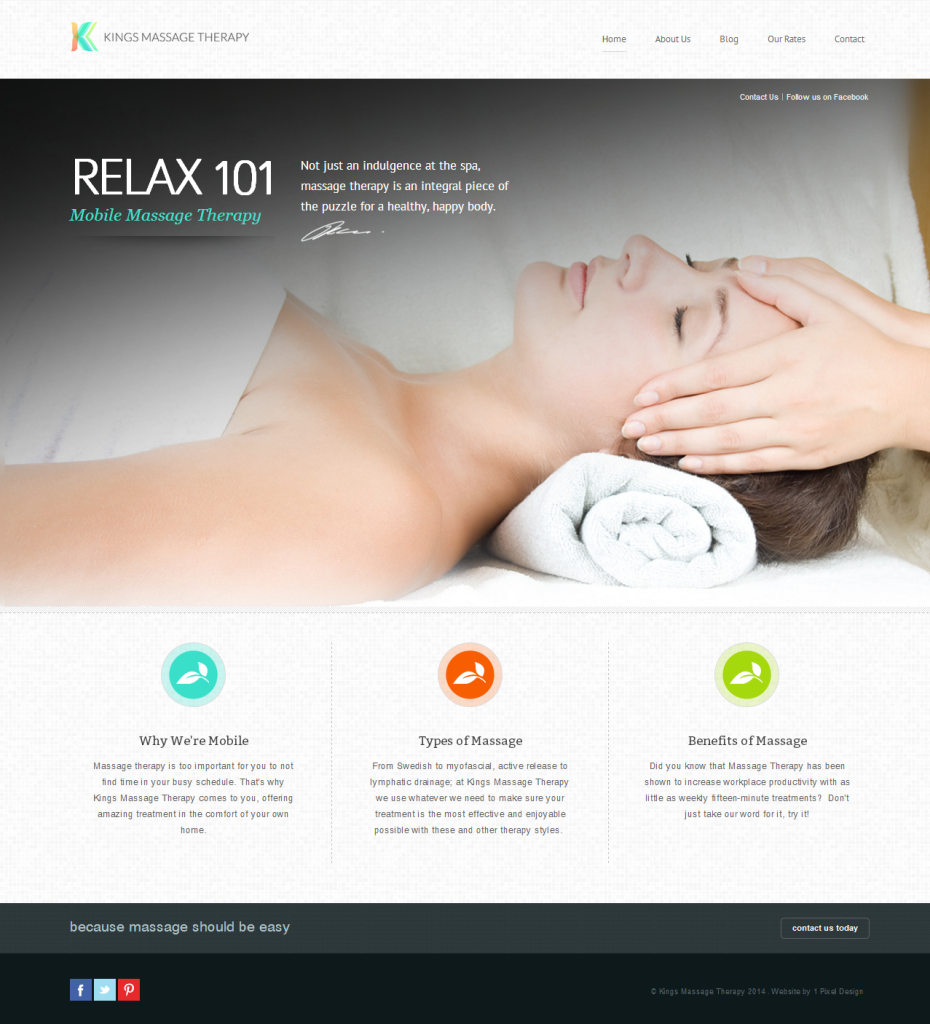 KINGS MASSAGE THERAPY
Home About Us Blog Our Rates Contact
Contact Us | Follow us on Facebook
RELAX 101
Mobile Massage Therapy
Not just an indulgence at the spa,
massage therapy is an integral piece of
the puzzle for a healthy, happy body.
Why We're Mobile
Massage therapy is too important for you to not
find time in your busy schedule. That's why
Kings Massage Therapy comes to you, offering
amazing treatment in the comfort of your own
home.
Types of Massage
From Swedish to myofascial, active release to
lymphatic drainage; at Kings Massage Therapy
we use whatever we need to make sure your
treatment is the most effective and enjoyable
possible with these and other therapy styles.
Benefits of Massage
Did you know that Massage Therapy has been
shown to increase workplace productivity with as
little as weekly fifteen-minute treatments? Don't
just take our word for it, try it!
because massage should be easy
contact us today
© Kings Massage Therapy 2014 . Website by 1 Pixel Design